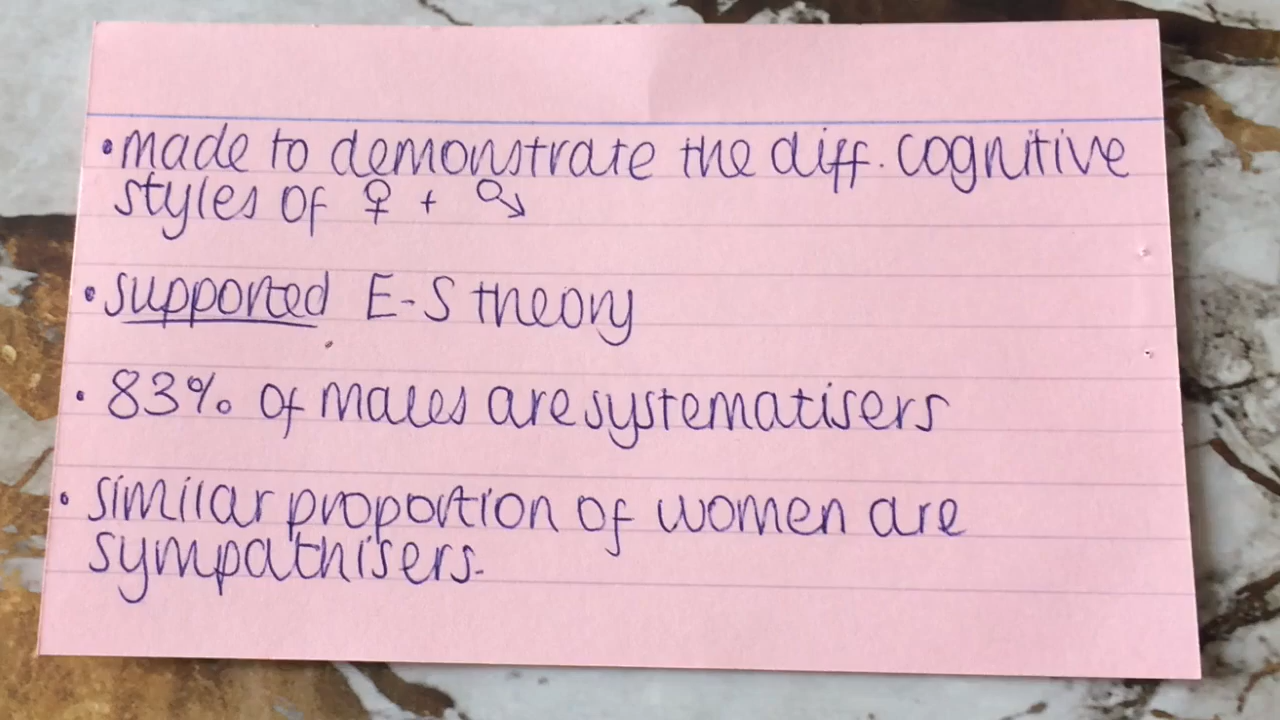 •made to demonstrate the diff. cognitive
styles of ♀ + ♂
•supported E-S theory
• 83% of males are systematisers
• similar proportion of women are
sympathisers.